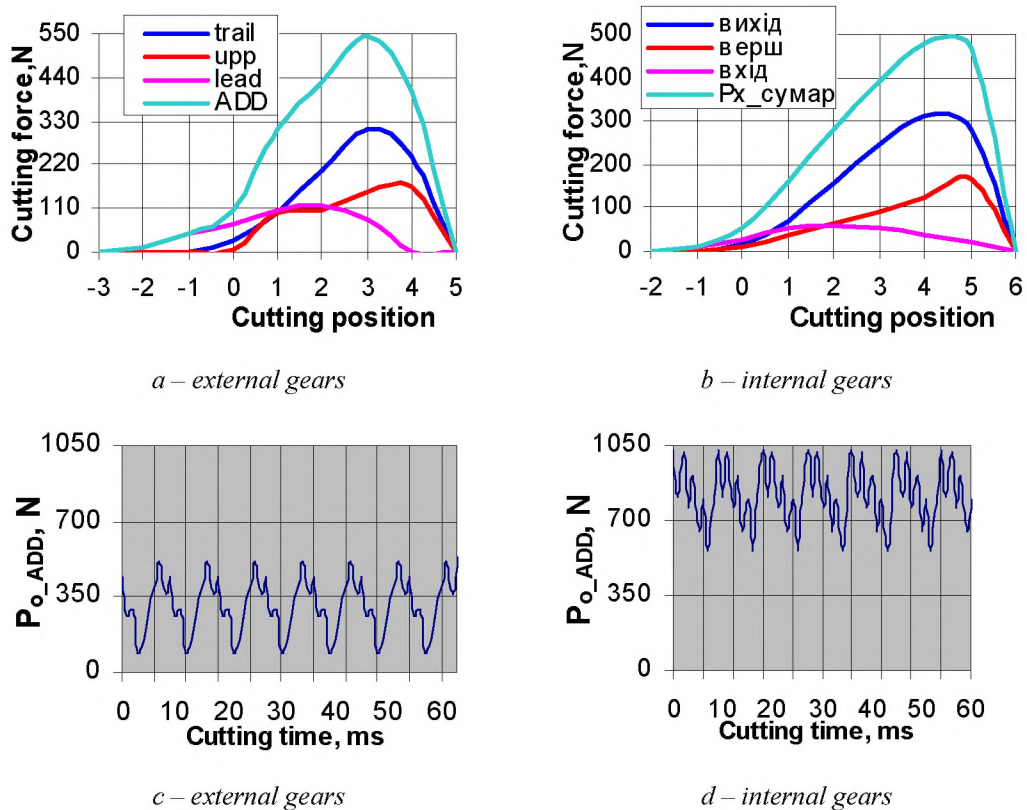 Cutting force,N
550
440
330
220
110
0
trail
upp
lead
ADD
-3 -2 -1 0 1 2 3 4 5
Cutting position
a – external gears
Cutting force,N
500
400
300
200
100
0
вихід
верш
вхід
Рх_сумар
-2 -1 0 1 2 3 4 5 6
Cutting position
b – internal gears
Po_ADD, N
1050
700
350
0
0 10 20 30 40 50 60
Cutting time, ms
c – external gears
Po_ADD, N
1050
700
350
0
0 10 20 30 40 50 60
Cutting time, ms
d – internal gears